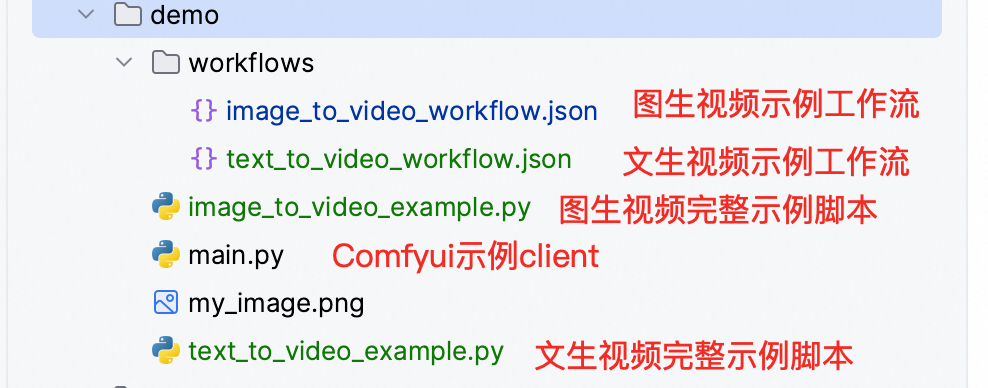 demo
workflows
image_to_video_workflow.json 图生视频示例工作流
text_to_video_workflow.json 文生视频示例工作流
image_to_video_example.py 图生视频完整示例脚本
main.py Comfyui示例client
my_image.png
text_to_video_example.py 文生视频完整示例脚本